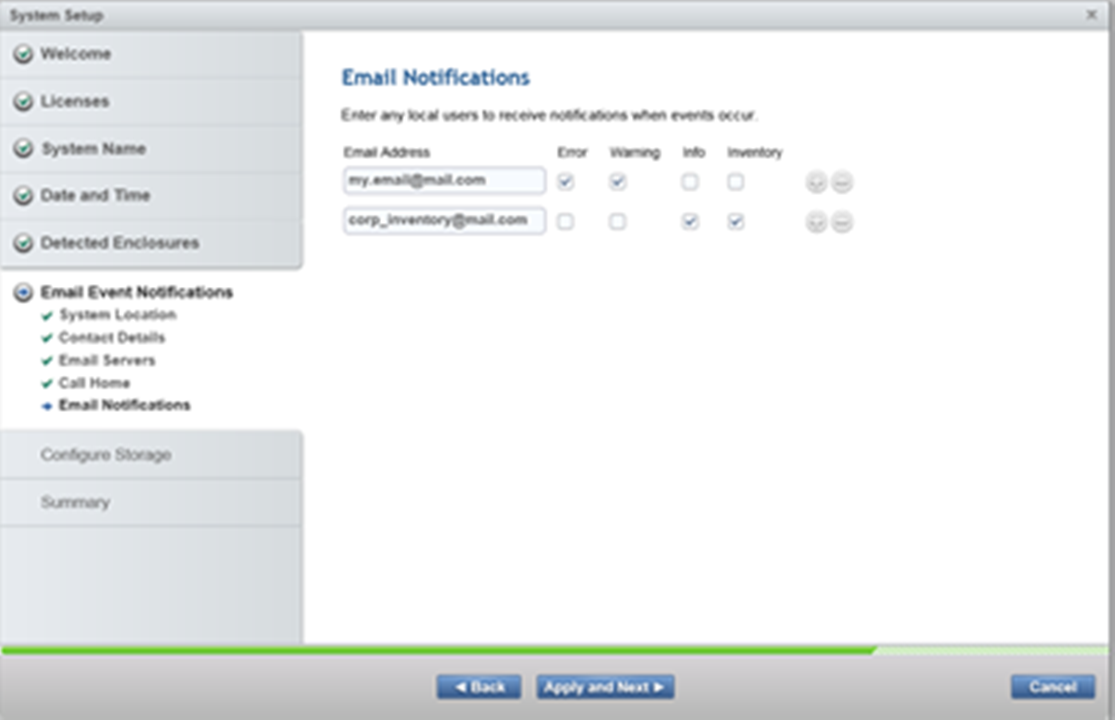 System Setup
Welcome
Licenses
System Name
Date and Time
Detected Enclosures
Email Event Notifications
System Location
Contact Details
Email Servers
Call Home
Email Notifications
Configure Storage
Summary
Email Notifications
Enter any local users to receive notifications when events occur.
Email Address Error Warning Info Inventory
my.email@mail.com
corp_inventory@mail.com
Back Apply and Next Cancel